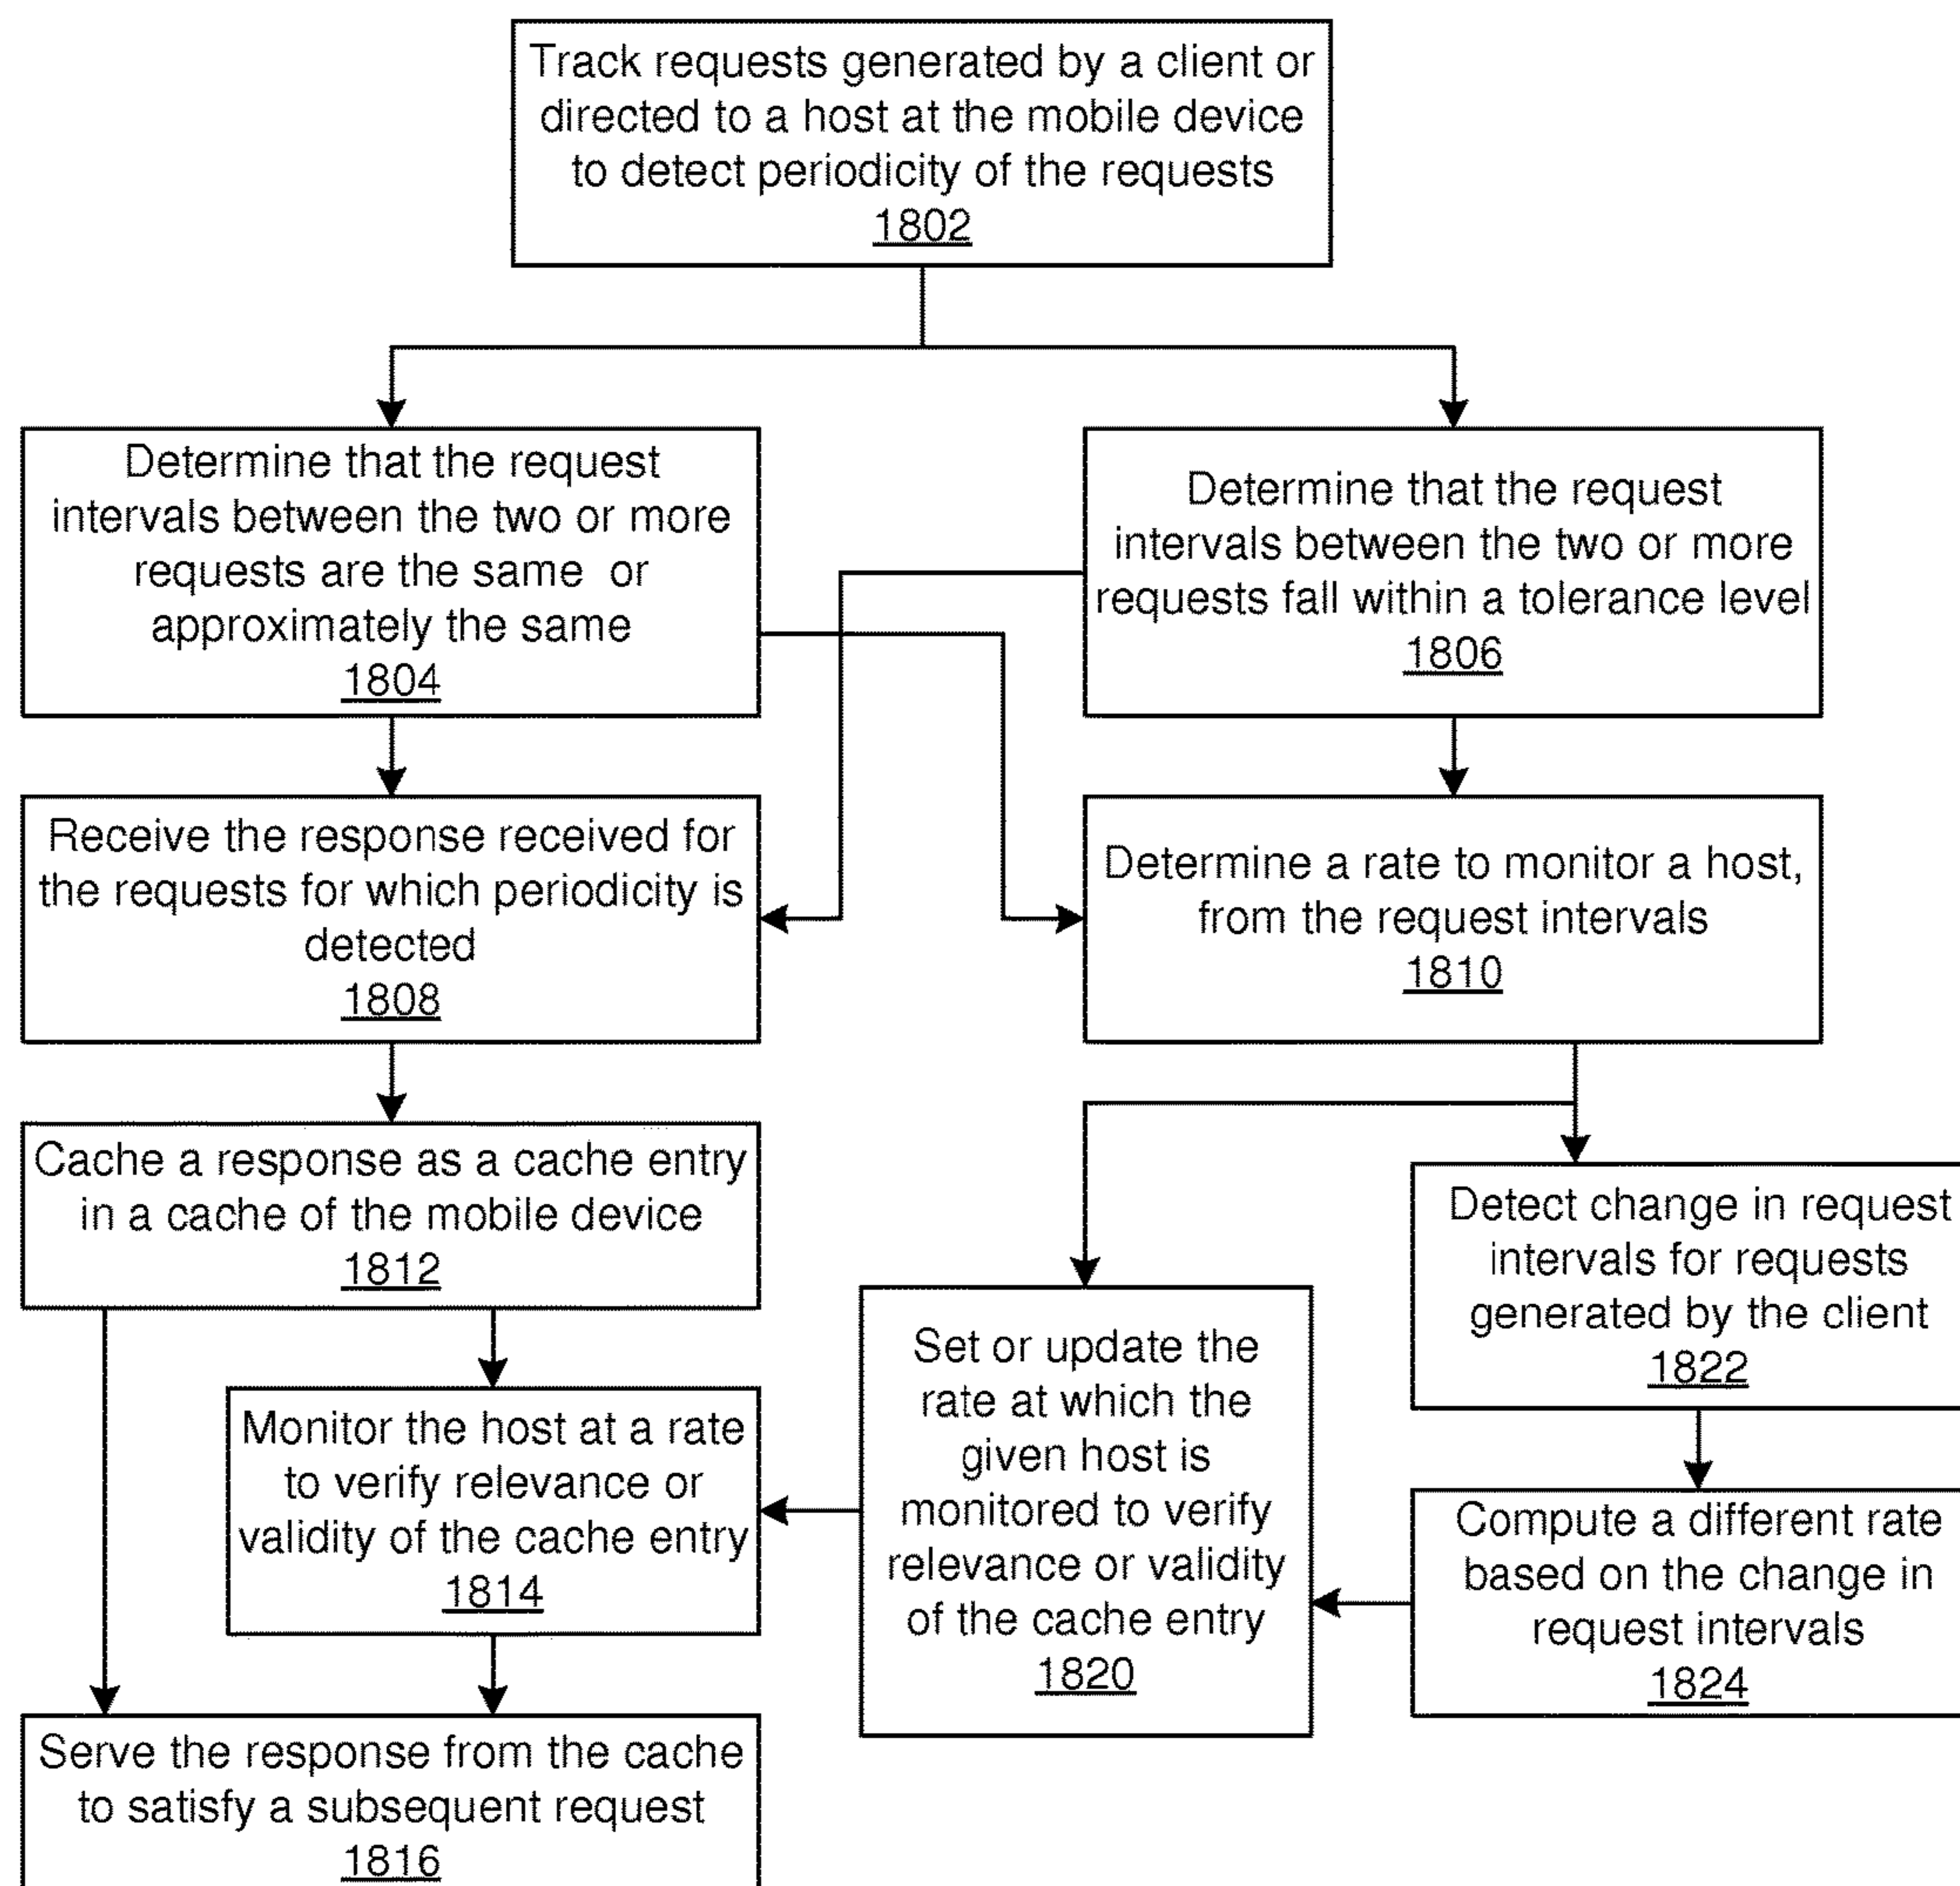 Track requests generated by a client or
directed to a host at the mobile device
to detect periodicity of the requests
1802
Determine that the request
intervals between the two or more
requests are the same or
approximately the same
1804
Determine that the request
intervals between the two or more
requests fall within a tolerance level
1806
Receive the response received for
the requests for which periodicity is
detected
1808
Determine a rate to monitor a host,
from the request intervals
1810
Cache a response as a cache entry
in a cache of the mobile device
1812
Detect change in request
intervals for requests
generated by the client
1822
Set or update the
rate at which the
given host is
monitored to verify
relevance or validity
of the cache entry
1820
Monitor the host at a rate
to verify relevance or
validity of the cache entry
1814
Compute a different rate
based on the change in
request intervals
1824
Serve the response from the cache
to satisfy a subsequent request
1816